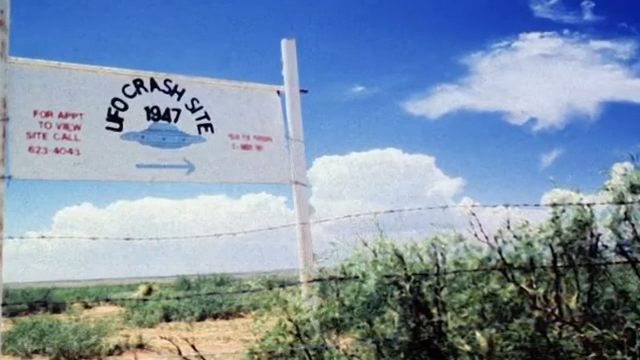 FOR APPT
TO VIEW
SITE CALL
623-4043
UFO CRASH SITE
1947